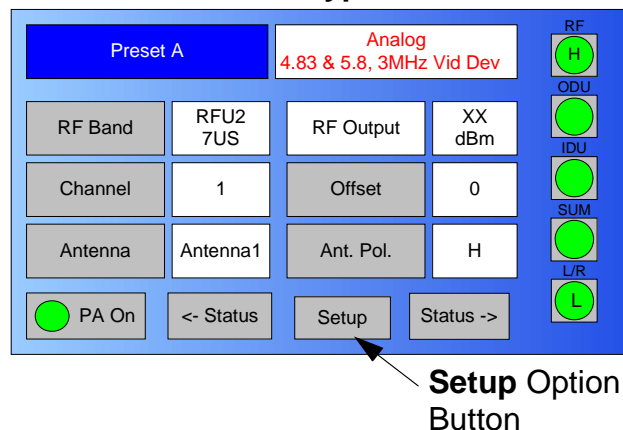 Preset A
Analog
4.83 & 5.8, 3MHz Vid Dev
RF
H
ODU
IDU
SUM
L/R
L
RF Band
RFU2
7US
RF Output
XX
dBm
Channel
1
Offset
0
Antenna
Antenna1
Ant. Pol.
H
PA On
<- Status
Setup
Status ->
Setup Option
Button